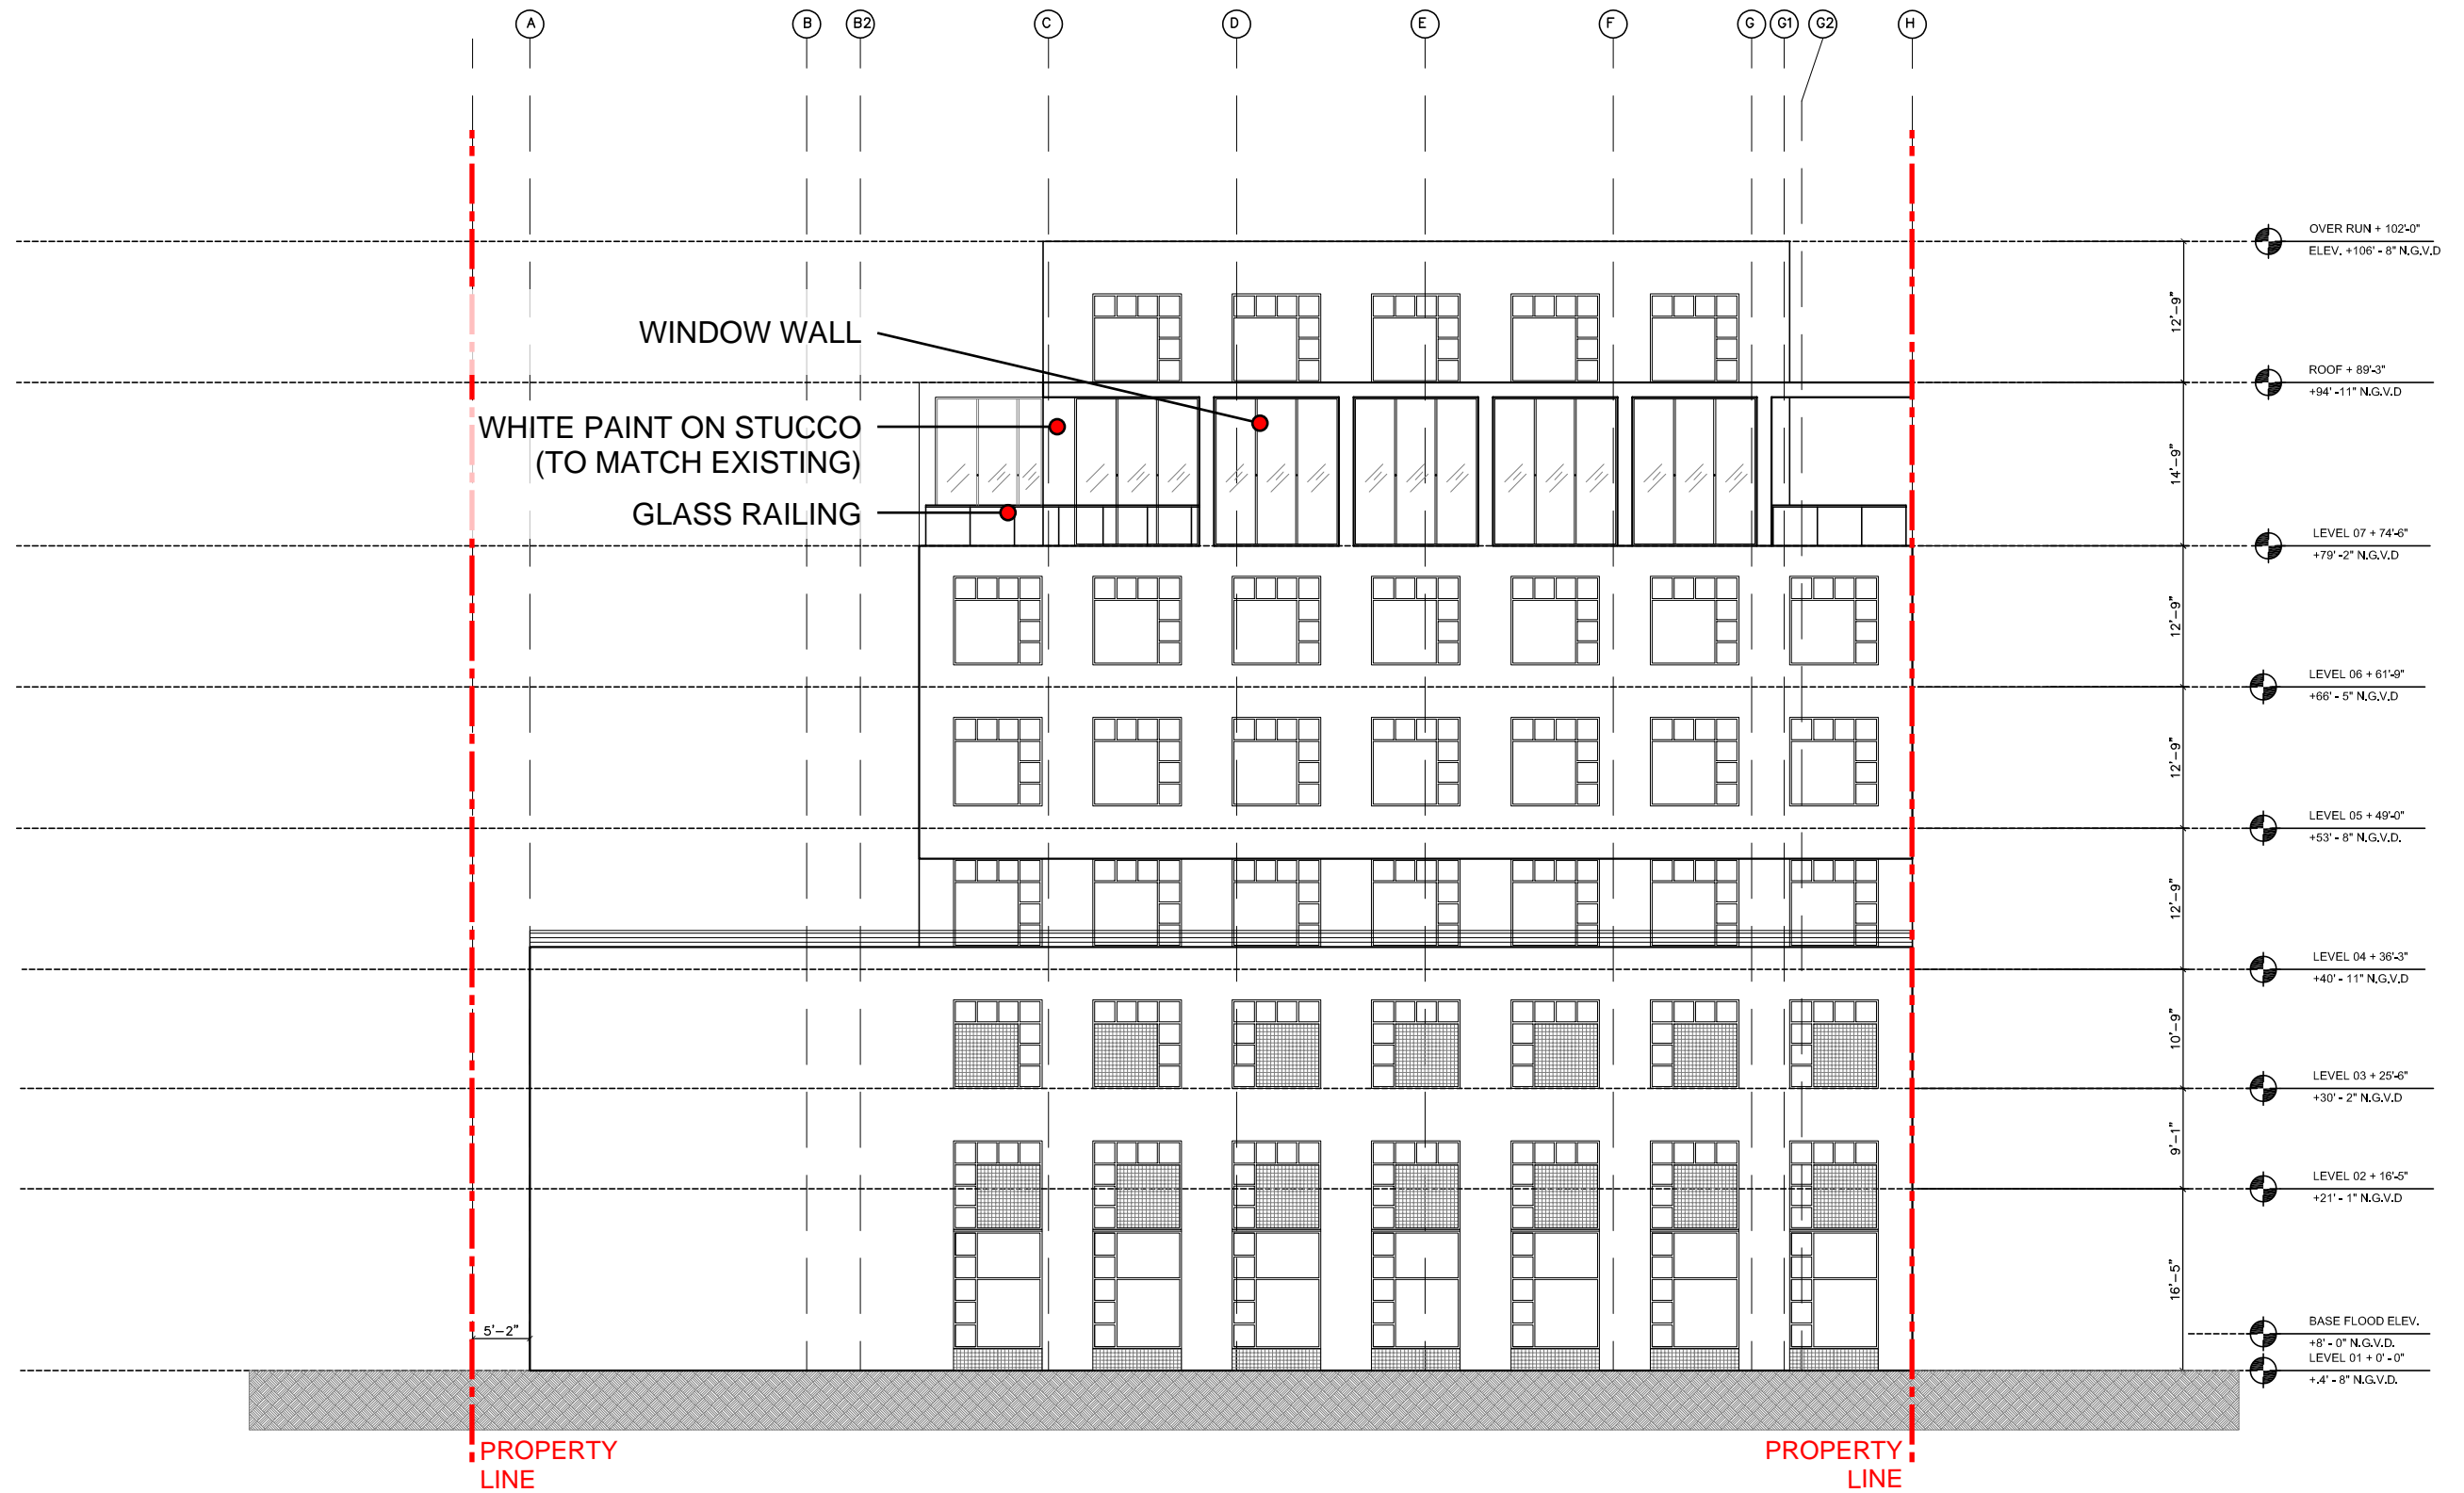 A B B2 C D E F G G1 G2 H
OVER RUN + 102'-0"
ELEV. +106' - 8" N.G.V.D
12'-9"
WINDOW WALL
ROOF + 89'-3"
+94' -11" N.G.V.D
WHITE PAINT ON STUCCO
(TO MATCH EXISTING)
14'-9"
GLASS RAILING
LEVEL 07 + 74'-6"
+79' -2" N.G.V.D
12'-9"
LEVEL 06 + 61'-9"
+66' - 5" N.G.V.D
12'-9"
LEVEL 05 + 49'-0"
+53' - 8" N.G.V.D.
12'-9"
LEVEL 04 + 36'-3"
+40' - 11" N.G.V.D
10'-9"
LEVEL 03 + 25'-6"
+30' - 2" N.G.V.D
9'-1"
LEVEL 02 + 16'-5"
+21' - 1" N.G.V.D
16'-5"
5'-2"
BASE FLOOD ELEV.
+8' - 0" N.G.V.D.
LEVEL 01 + 0' - 0"
+.4' - 8" N.G.V.D.
PROPERTY
LINE
PROPERTY
LINE